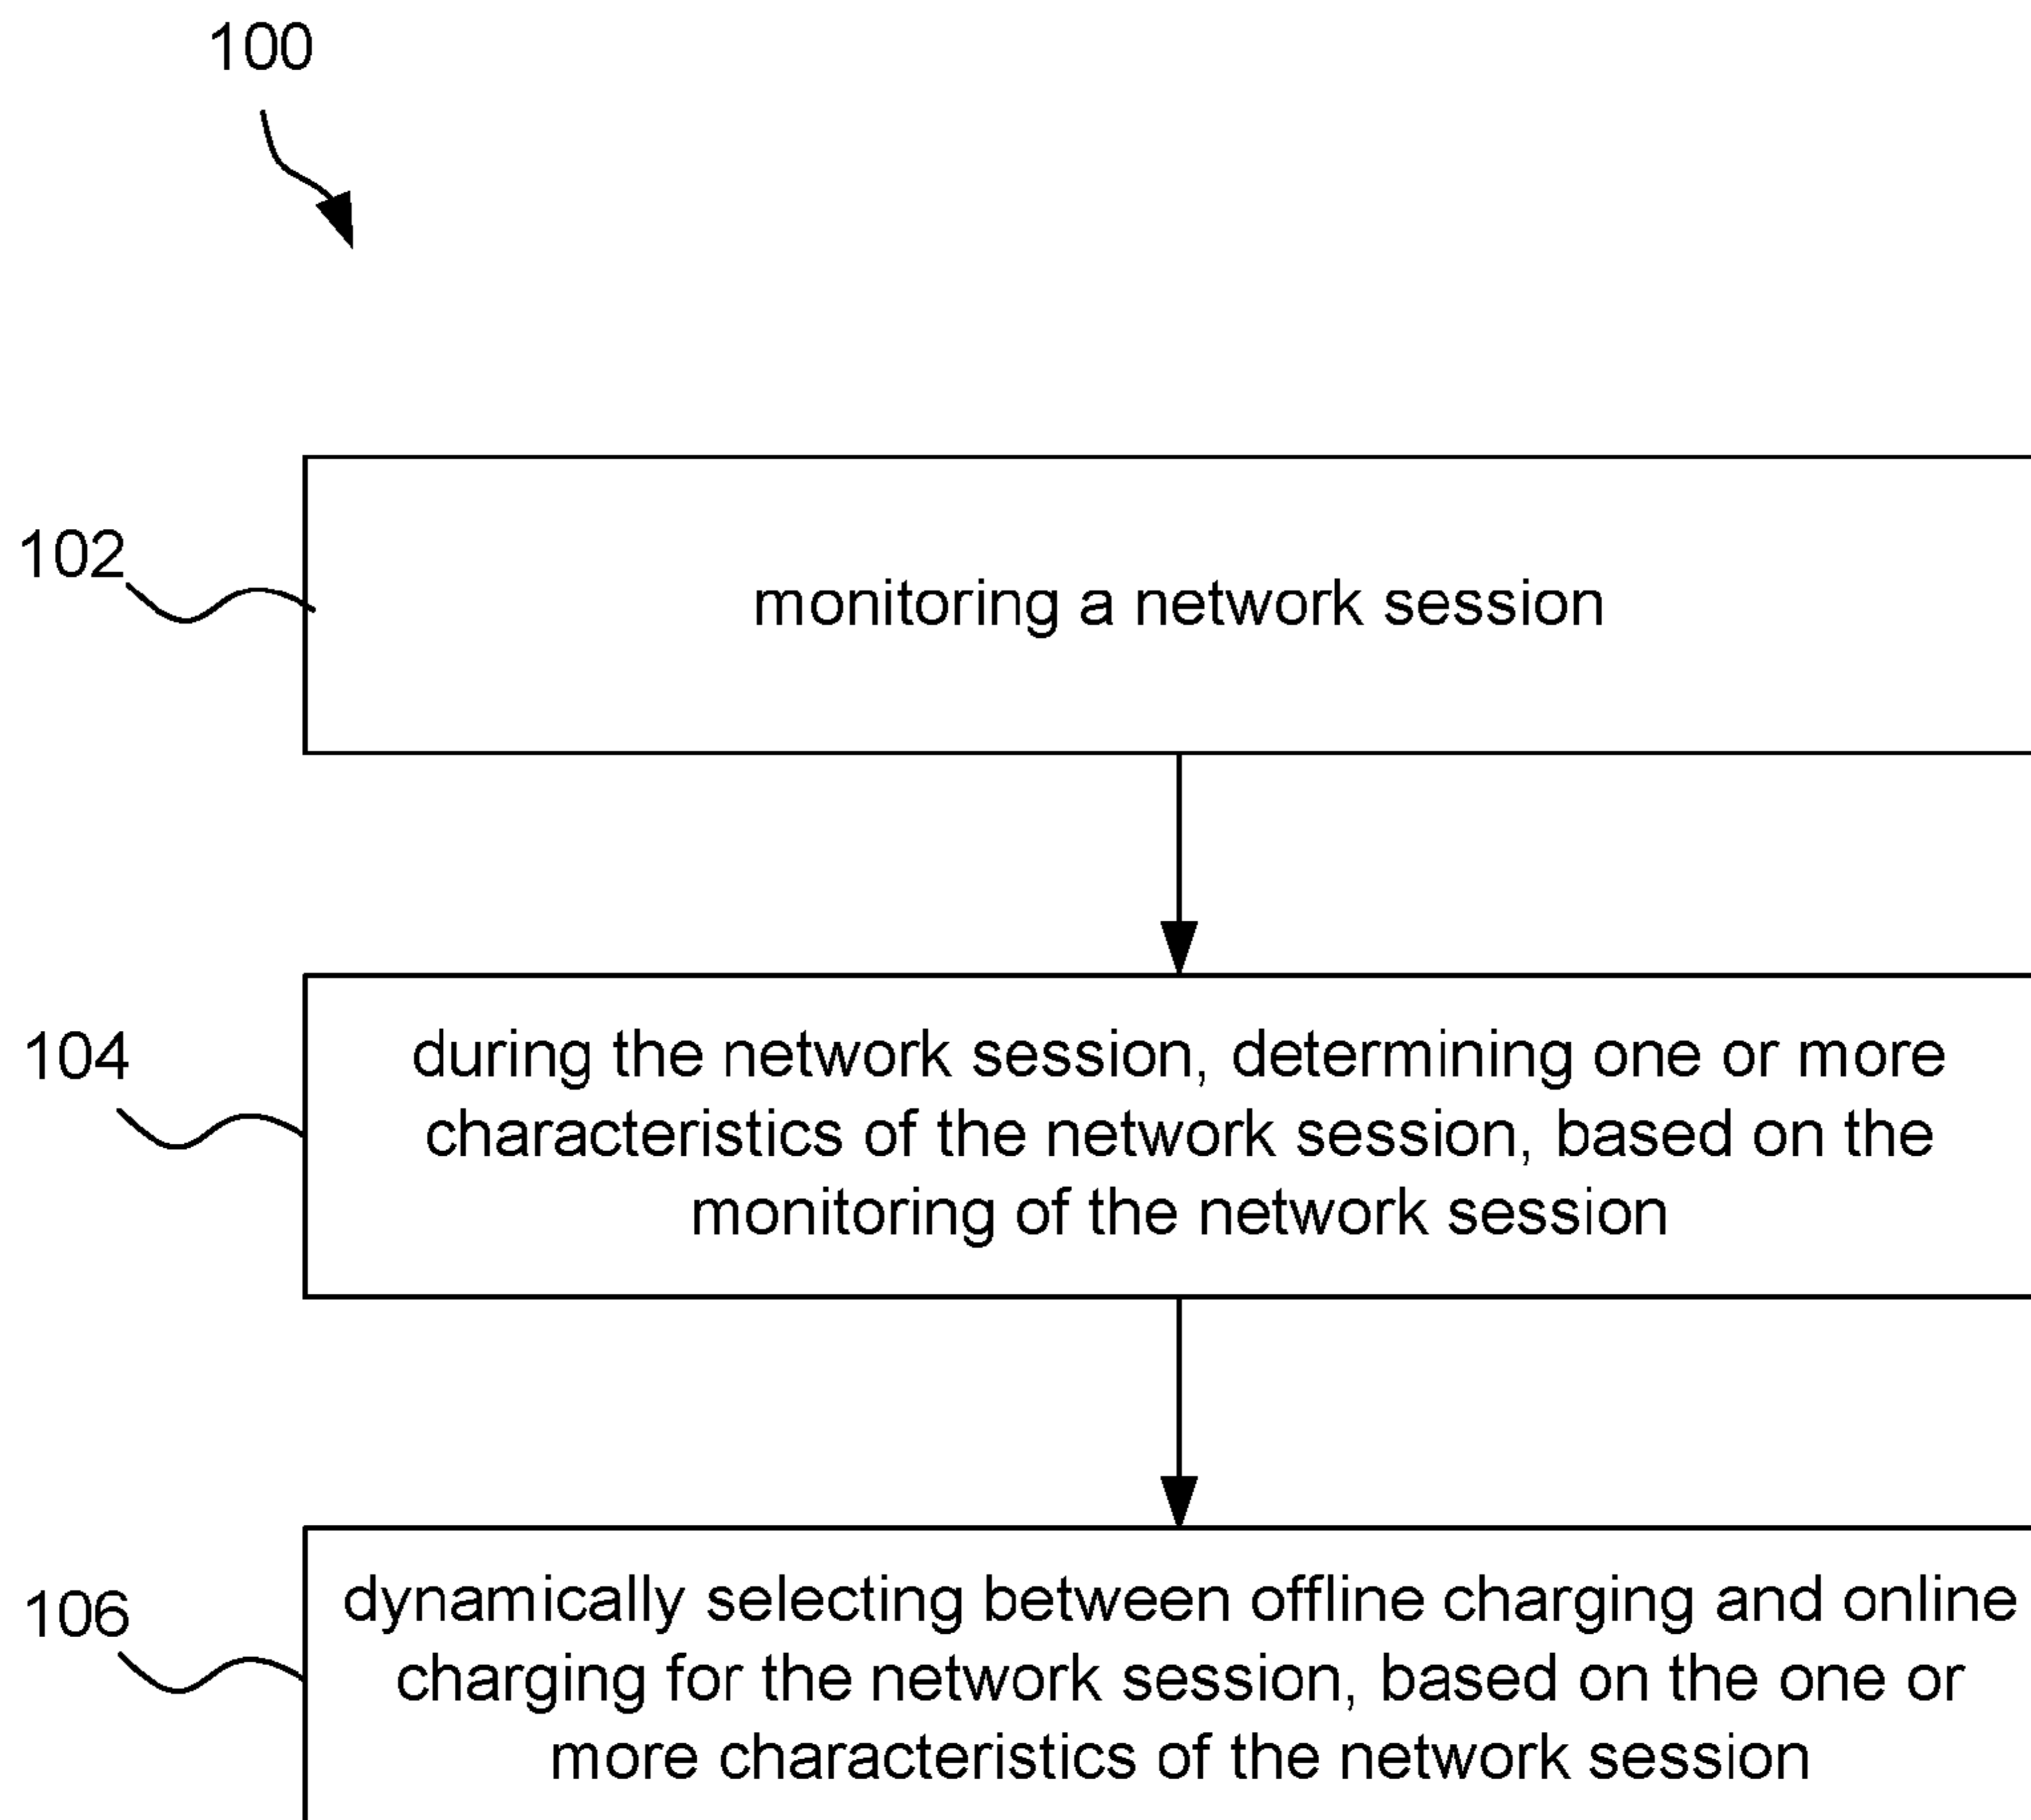 100
102
monitoring a network session
104
during the network session, determining one or more
characteristics of the network session, based on the
monitoring of the network session
106
dynamically selecting between offline charging and online
charging for the network session, based on the one or
more characteristics of the network session